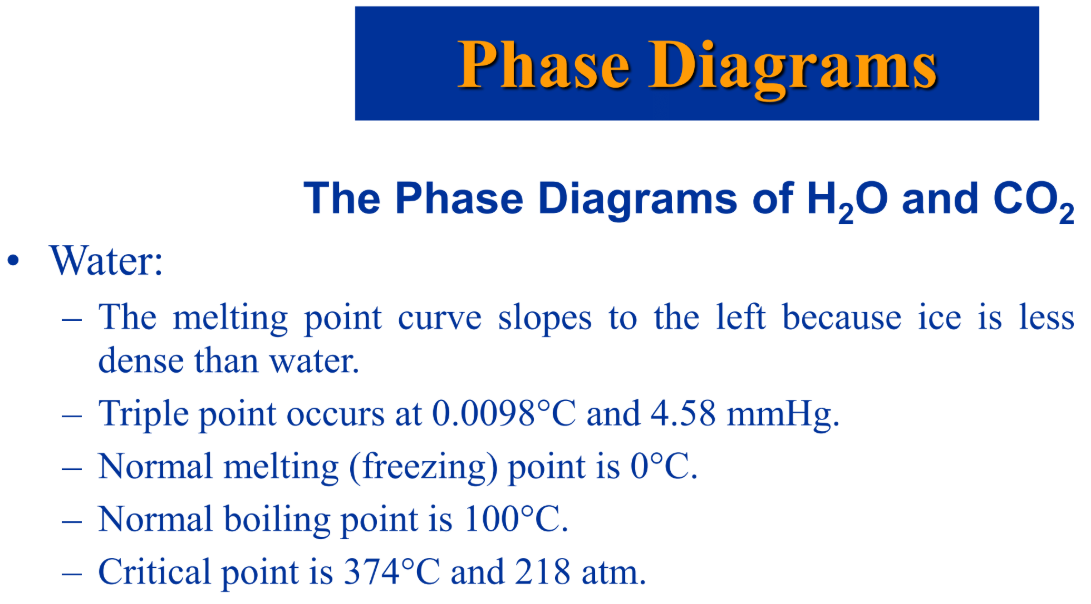 Phase Diagrams
The Phase Diagrams of H₂O and CO₂
• Water:
– The melting point curve slopes to the left because ice is less
dense than water.
– Triple point occurs at 0.0098°C and 4.58 mmHg.
– Normal melting (freezing) point is 0°C.
– Normal boiling point is 100°C.
– Critical point is 374°C and 218 atm.